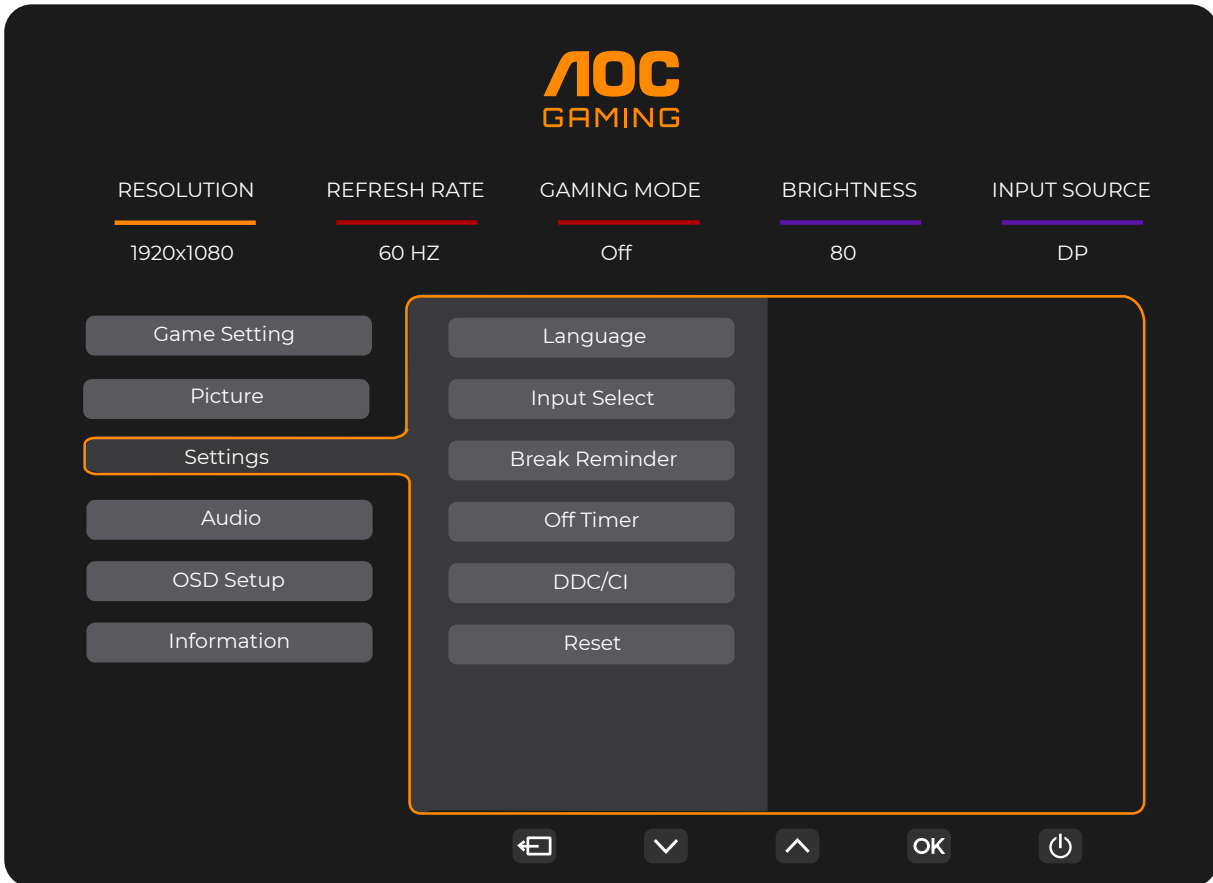 AOC
GAMING
RESOLUTION REFRESH RATE GAMING MODE BRIGHTNESS INPUT SOURCE
1920x1080 60 HZ Off 80 DP
Game Setting
Picture
Settings
Audio
OSD Setup
Information
Language
Input Select
Break Reminder
Off Timer
DDC/CI
Reset
OK